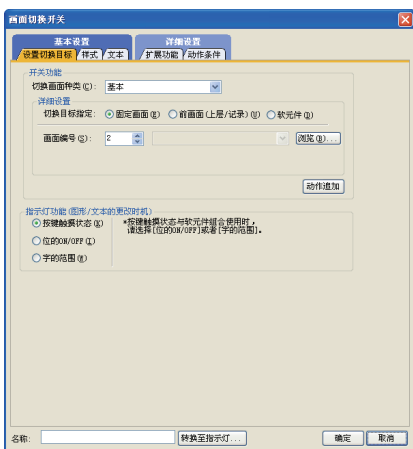 画面切换开关
基本设置 详细设置
设置切换目标 样式 文本 扩展功能 动作条件
开关功能
切换画面种类(C): 基本
详细设置
切换目标指定: 固定画面(E) 前画面(上层/记录)(U) 软元件(D)
画面编号(S): 2 浏览(B)...
动作追加
指示灯功能(图形/文本的更改时机)
按键触摸状态(K) *按键触摸状态与软元件组合使用时,
请选择[位的ON/OFF]或者[字的范围]。
位的ON/OFF(I)
字的范围(W)
名称: 转换至指示灯... 确定 取消